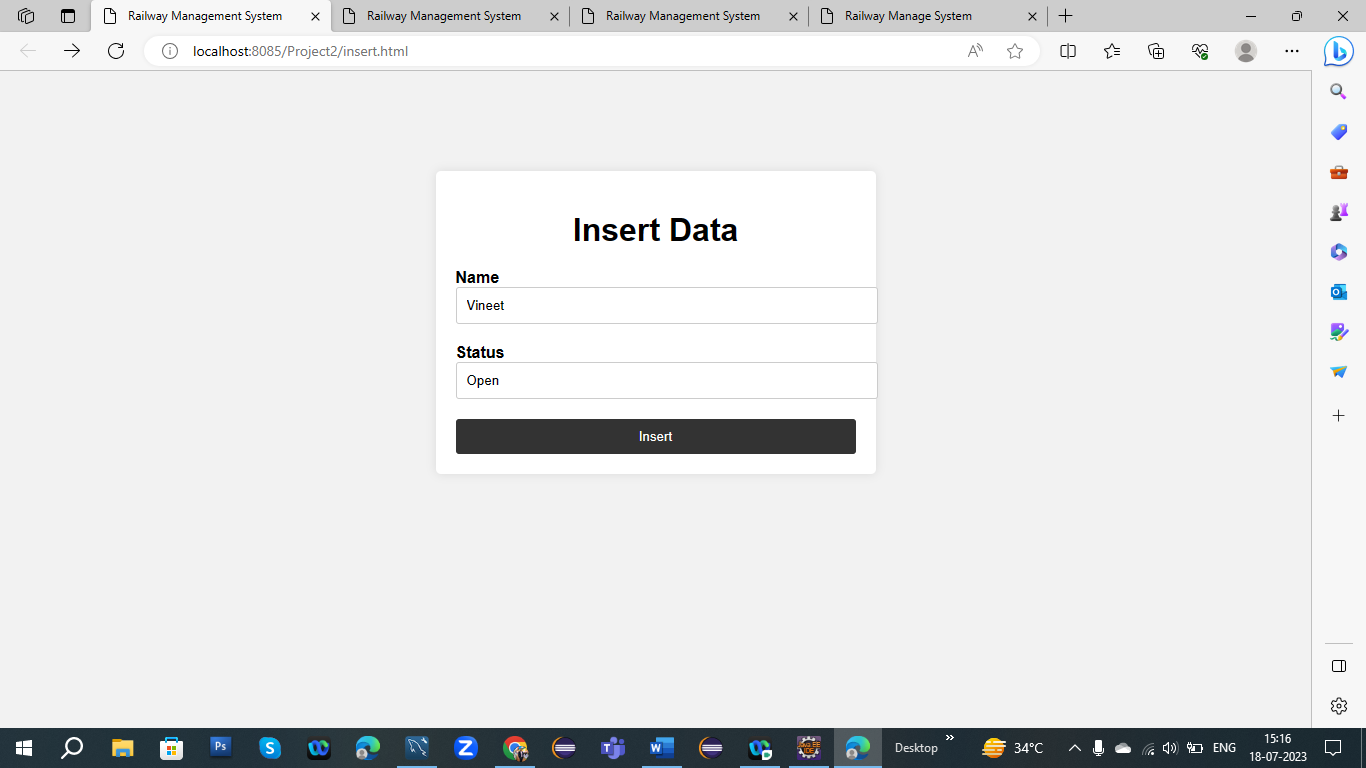 Railway Management System
Railway Management System
Railway Management System
Railway Manage System
localhost:8085/Project2/insert.html
Insert Data
Name
Vineet
Status
Open
Insert
Desktop
34°C
ENG
15:16
18-07-2023